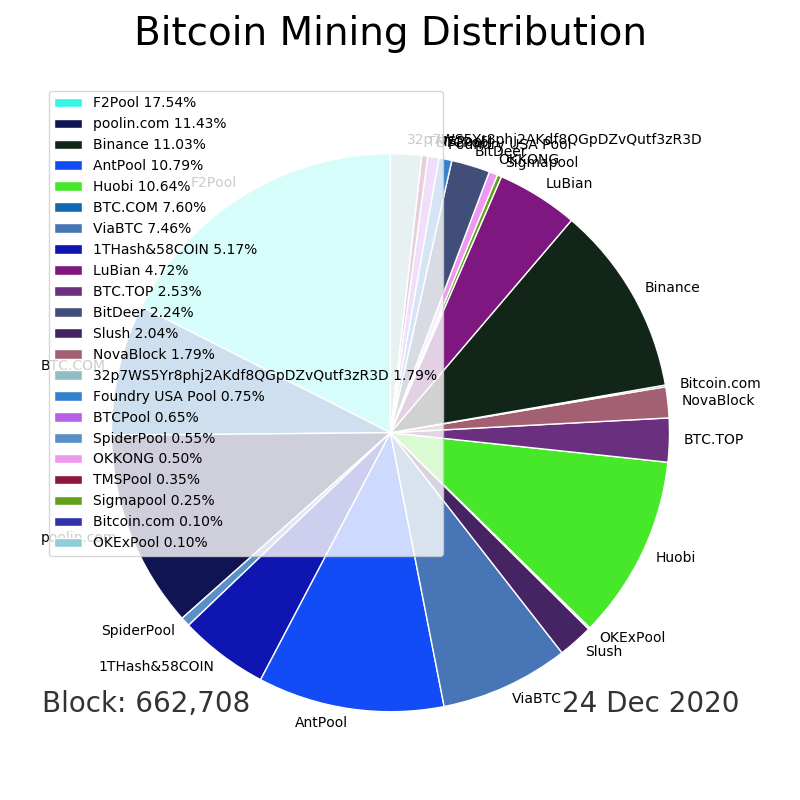 Bitcoin Mining Distribution
F2Pool 17.54%
poolin.com 11.43%
Binance 11.03%
AntPool 10.79%
Huobi 10.64%
BTC.COM 7.60%
ViaBTC 7.46%
1THash&58COIN 5.17%
LuBian 4.72%
BTC.TOP 2.53%
BitDeer 2.24%
Slush 2.04%
NovaBlock 1.79%
32p7WS5Yr8phj2AKdf8QGpDZvQutf3zR3D 1.79%
Foundry USA Pool 0.75%
BTCPool 0.65%
SpiderPool 0.55%
OKKONG 0.50%
TMSPool 0.35%
Sigmapool 0.25%
Bitcoin.com 0.10%
OKExPool 0.10%
F2Pool
BTC.COM
poolin.com
SpiderPool
1THash&58COIN
AntPool
ViaBTC
Slush
OKExPool
Huobi
BTC.TOP
NovaBlock
Bitcoin.com
Binance
LuBian
Sigmapool
OKKONG
BitDeer
Foundry USA Pool
Block: 662,708
24 Dec 2020